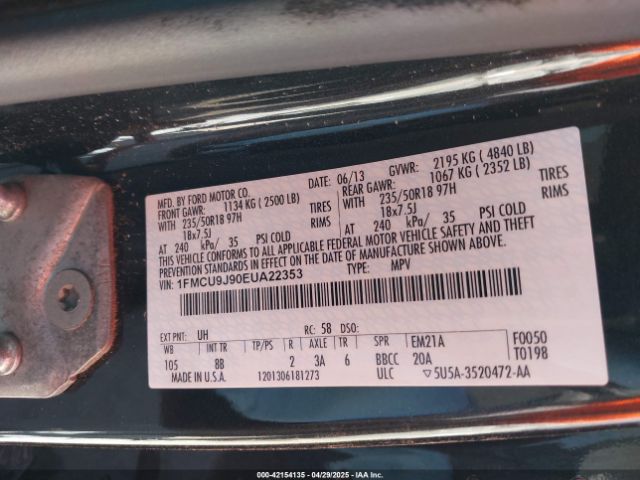 MFD. BY FORD MOTOR CO.
DATE: 06/13 GVWR: 2195 KG ( 4840 LB)
FRONT GAWR: 1134 KG ( 2500 LB)
REAR GAWR: 1067 KG ( 2352 LB)
WITH 235/50R18 97H TIRES
WITH 235/50R18 97H TIRES
18x7.5J RIMS
18x7.5J RIMS
AT 240 kPa/ 35 PSI COLD
AT 240 kPa/ 35 PSI COLD
THIS VEHICLE CONFORMS TO ALL APPLICABLE FEDERAL MOTOR VEHICLE SAFETY AND THEFT
PREVENTION STANDARDS IN EFFECT ON THE DATE OF MANUFACTURE SHOWN ABOVE.
VIN: 1FMCU9J90EUA22353
TYPE: MPV
EXT PNT: UH RC: 58 DSO:
WB INT TR TP/PS R AXLE TR SPR EM21A F0050
105 8B 2 3A 6 BBCC 20A T0198
MADE IN U.S.A. 1201306181273 ULC ▽5U5A-3520472-AA
000-42154135 - 04/29/2025 - IAA Inc.